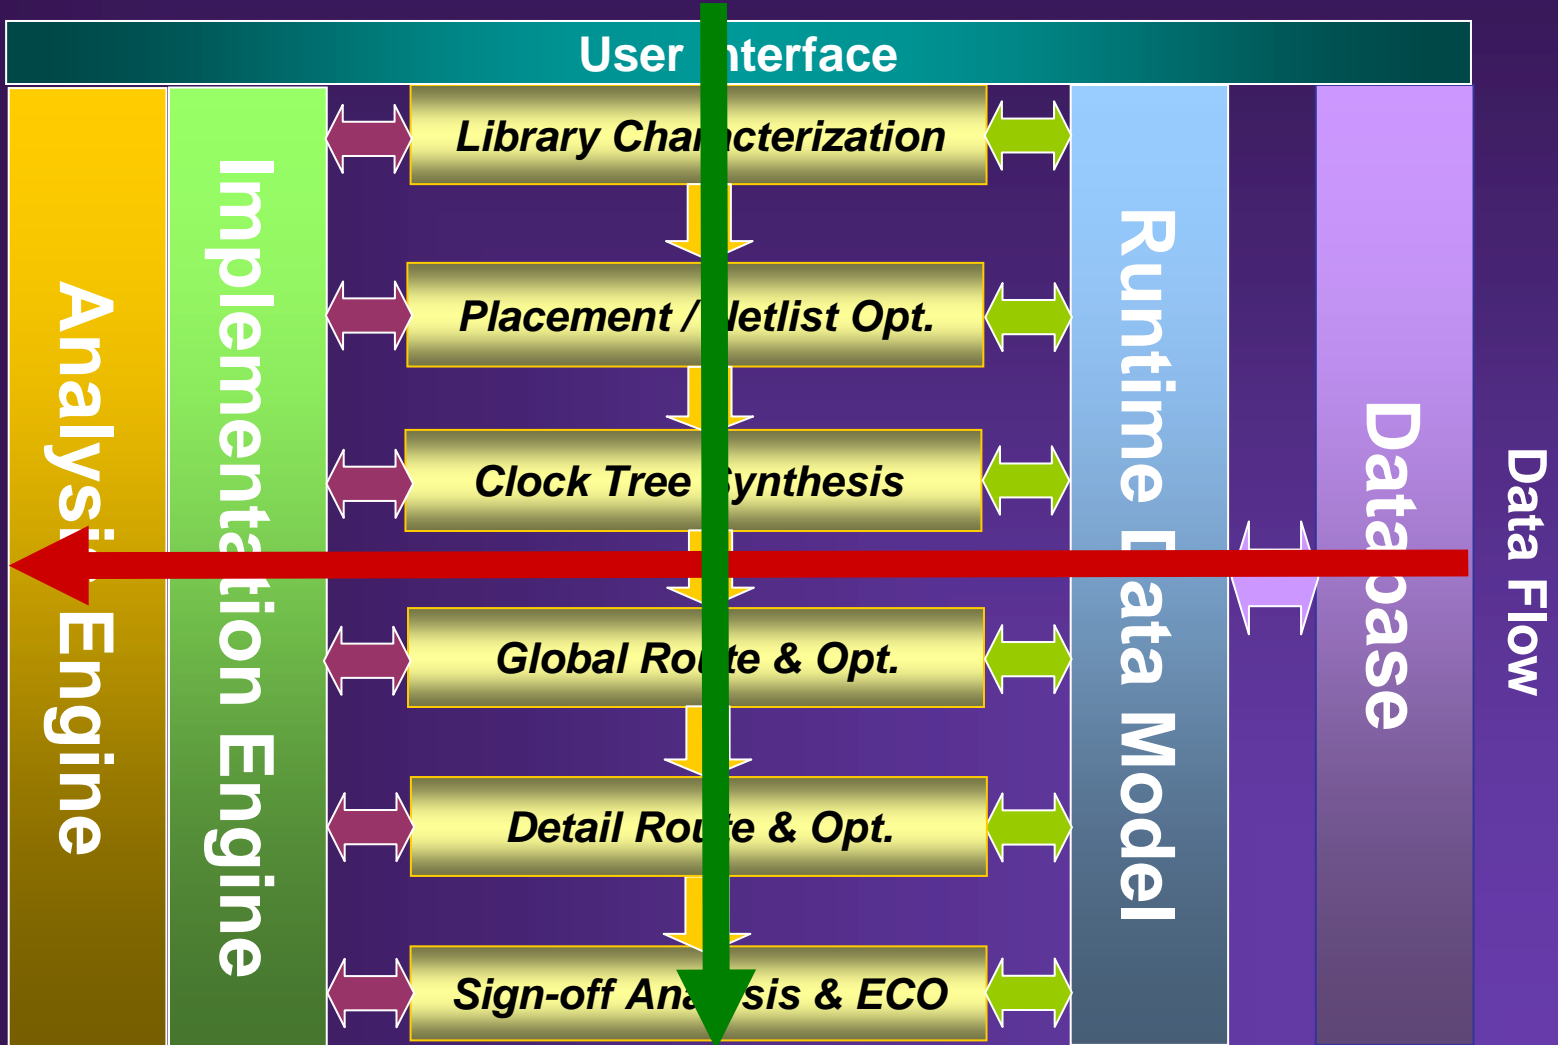 User Interface
Analysis Engine
Implementation Engine
Library Characterization
Placement / Netlist Opt.
Clock Tree Synthesis
Global Route & Opt.
Detail Route & Opt.
Sign-off Analysis & ECO
Runtime Data Model
Database
Data Flow